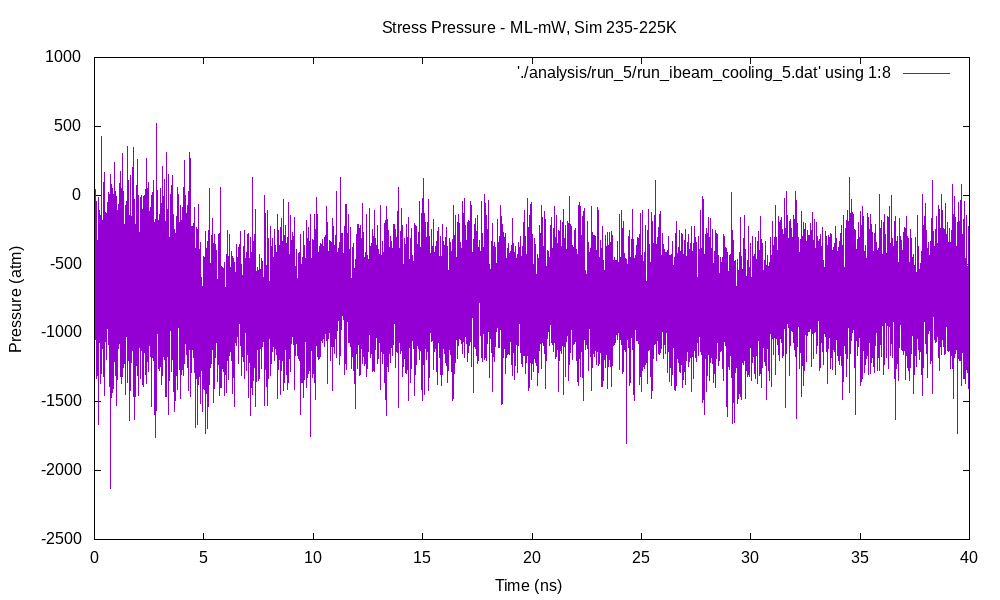 Stress Pressure - ML-mW, Sim 235-225K
'./analysis/run_5/run_ibeam_cooling_5.dat' using 1:8
1000
500
0
-500
-1000
-1500
-2000
-2500
Pressure (atm)
0 5 10 15 20 25 30 35 40
Time (ns)